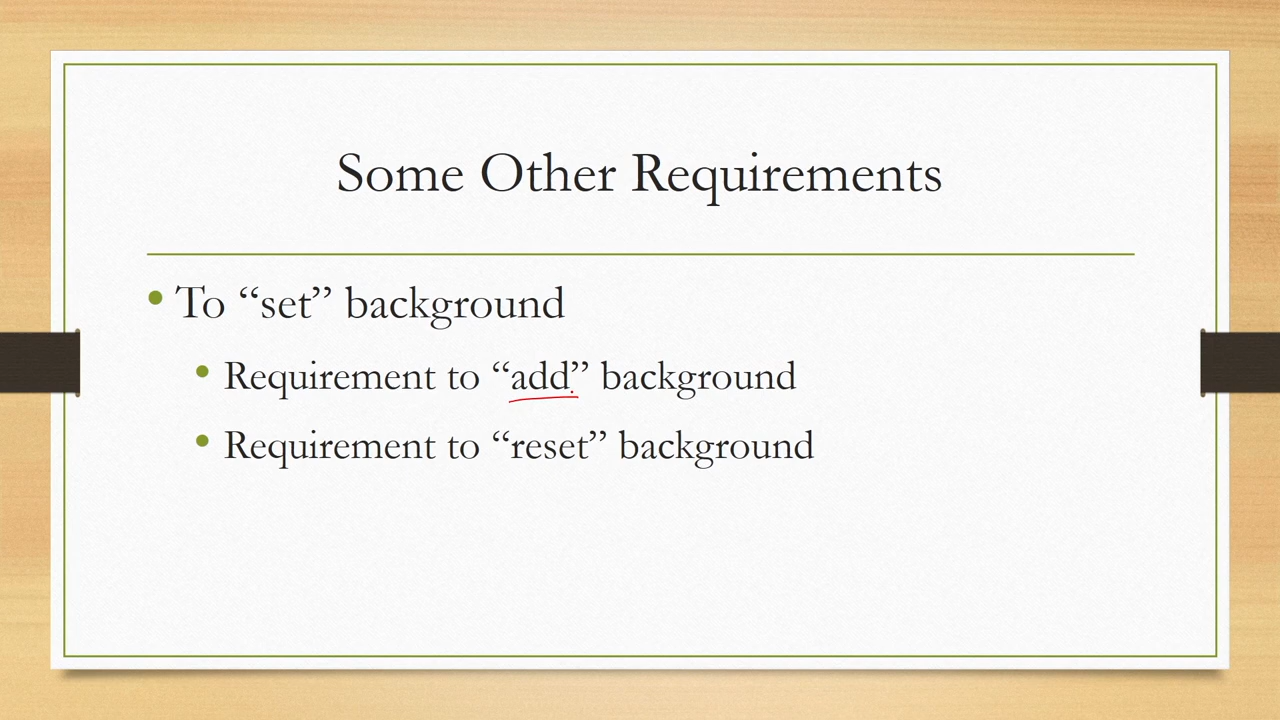 Some Other Requirements
• To “set” background
• Requirement to “add” background
• Requirement to “reset” background